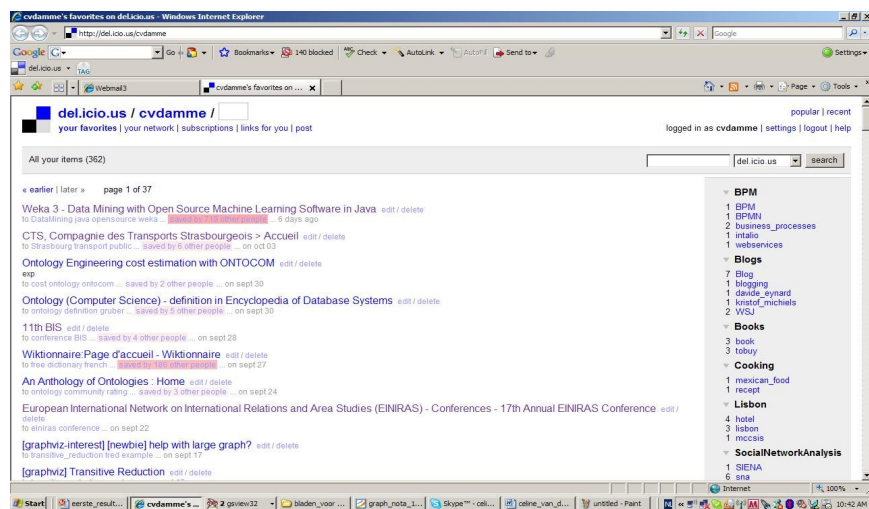 cvdamme's favorites on del.icio.us - Windows Internet Explorer
http://del.icio.us/cvdamme
Google
Google G Go Bookmarks 140 blocked Check AutoLink AutoFill Send to Settings
del.icio.us TAG
Webmail3 cvdamme's favorites on ... Page Tools
del.icio.us / cvdamme /
popular | recent
your favorites | your network | subscriptions | links for you | post
logged in as cvdamme | settings | logout | help
All your items (362)
del.icio.us search
« earlier | later » page 1 of 37
Weka 3 - Data Mining with Open Source Machine Learning Software in Java edit / delete
to DataMining java opensource weka ... saved by 719 other people ... 6 days ago
CTS, Compagnie des Transports Strasbourgeois > Accueil edit / delete
to Strasbourg transport public ... saved by 6 other people ... on oct 03
Ontology Engineering cost estimation with ONTOCOM edit / delete
exp
to cost ontology ontocom ... saved by 2 other people ... on sept 30
Ontology (Computer Science) - definition in Encyclopedia of Database Systems edit / delete
to ontology definition gruber ... saved by 5 other people ... on sept 30
11th BIS edit / delete
to conference BIS ... saved by 4 other people ... on sept 28
Wiktionnaire:Page d'accueil - Wiktionnaire edit / delete
to free dictionary french ... saved by 186 other people ... on sept 27
An Anthology of Ontologies : Home edit / delete
to ontology community rating ... saved by 3 other people ... on sept 24
European International Network on International Relations and Area Studies (EINIRAS) - Conferences - 17th Annual EINIRAS Conference edit /
delete
to einiras conference ... on sept 22
[graphviz-interest] [newbie] help with large graph? edit / delete
to transitive_reduction tred example ... on sept 17
[graphviz] Transitive Reduction edit / delete
BPM
1 BPM
1 BPMN
2 business_processes
1 intalio
1 webservices
Blogs
7 Blog
1 blogging
1 davide_eynard
1 kristof_michiels
2 WSJ
Books
3 book
3 tobuy
Cooking
1 mexican_food
1 recept
Lisbon
4 hotel
3 lisbon
1 mccsis
SocialNetworkAnalysis
1 SIENA
6 sna
Internet 100%
Start eerste_result... cvdamme's ... 2 gsview32 bladen_voor ... graph_nota_1... Skype™ - celi... celine_van_d... untitled - Paint NL 10:42 AM